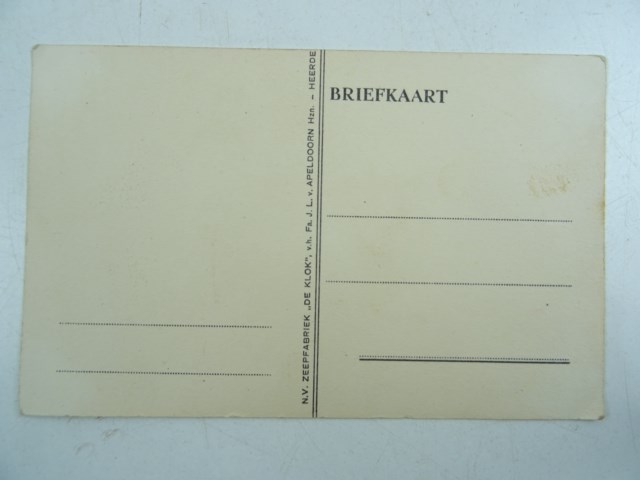 BRIEFKAART
N.V. ZEEPFABRIEK „DE KLOK", v.h. Fa. J. L. v. APELDOORN Hzn. – HEERDE